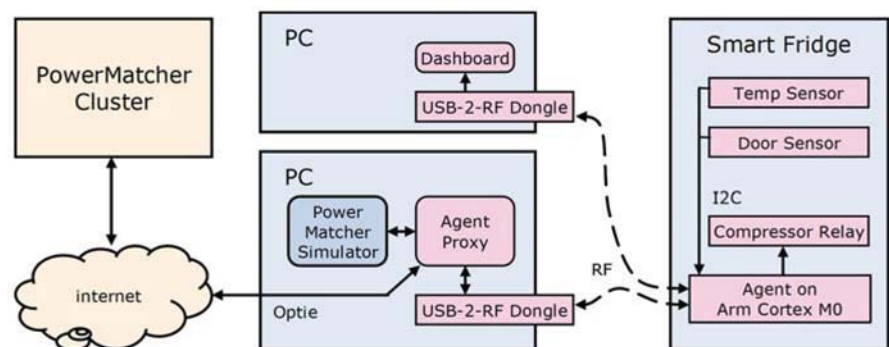 PowerMatcher
Cluster
internet
PC
Dashboard
USB-2-RF Dongle
PC
Power
Matcher
Simulator
Agent
Proxy
Optie
USB-2-RF Dongle
RF
Smart Fridge
Temp Sensor
Door Sensor
I2C
Compressor Relay
Agent on
Arm Cortex M0